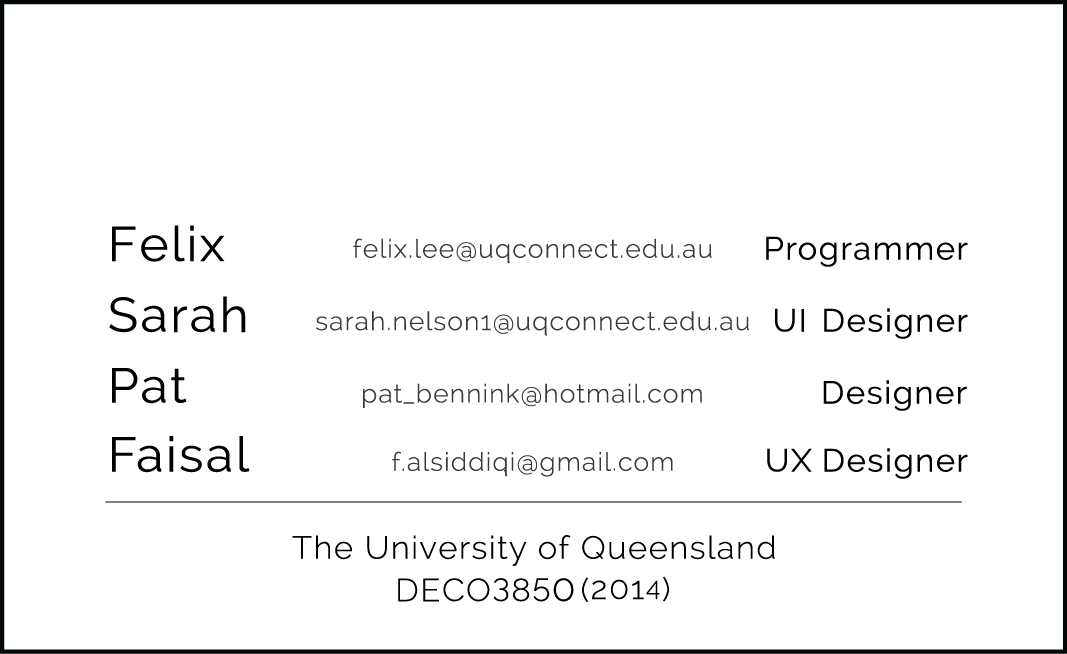 Felix felix.lee@uqconnect.edu.au Programmer
Sarah sarah.nelson1@uqconnect.edu.au UI Designer
Pat pat_bennink@hotmail.com Designer
Faisal f.alsiddiqi@gmail.com UX Designer
The University of Queensland
DECO3850 (2014)